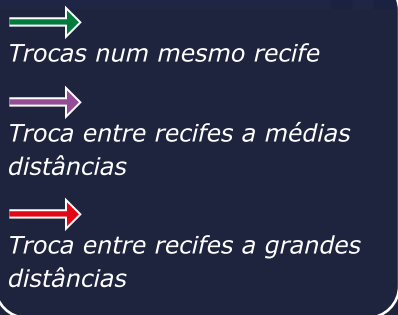 Trocas num mesmo recife
Troca entre recifes a médias
distâncias
Troca entre recifes a grandes
distâncias